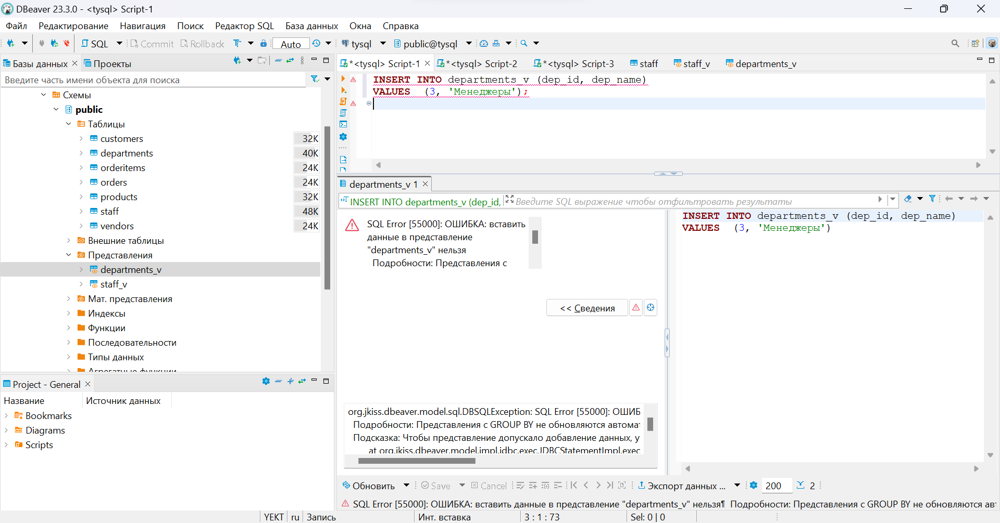 DBeaver 23.3.0 - <tysql> Script-1
Файл Редактирование Навигация Поиск Редактор SQL База данных Окна Справка
SQL Commit Rollback Auto tysql public@tysql
Базы данных Проекты
Введите часть имени объекта для поиска
Схемы
public
Таблицы
customers 32K
departments 40K
orderitems 24K
orders 24K
products 32K
staff 48K
vendors 24K
Внешние таблицы
Представления
departments_v
staff_v
Мат. представления
Индексы
Функции
Последовательности
Типы данных
Агрегатные функции
Project - General
Название Источник данных
Bookmarks
Diagrams
Scripts
*<tysql> Script-1 *<tysql> Script-2 *<tysql> Script-3 staff staff_v departments_v
INSERT INTO departments_v (dep_id, dep_name)
VALUES (3, 'Менеджеры');
departments_v 1
INSERT INTO departments_v (dep_id, Введите SQL выражение чтобы отфильтровать результаты
SQL Error [55000]: ОШИБКА: вставить
данные в представление
"departments_v" нельзя
Подробности: Представления с
<< Сведения
INSERT INTO departments_v (dep_id, dep_name)
VALUES (3, 'Менеджеры')
org.jkiss.dbeaver.model.sql.DBSQLException: SQL Error [55000]: ОШИБ
Подробности: Представления с GROUP BY не обновляются автомат
Подсказка: Чтобы представление допускало добавление данных, у
at org.jkiss.dbeaver.model.impl.jdbc.exec.JDBCStatementImpl.exec
Обновить Save Cancel Экспорт данных ... 200 2
SQL Error [55000]: ОШИБКА: вставить данные в представление "departments_v" нельзя¶ Подробности: Представления с GROUP BY не обновляются авт
YEKT ru Запись Инт. вставка 3 : 1 : 73 Sel: 0 | 0